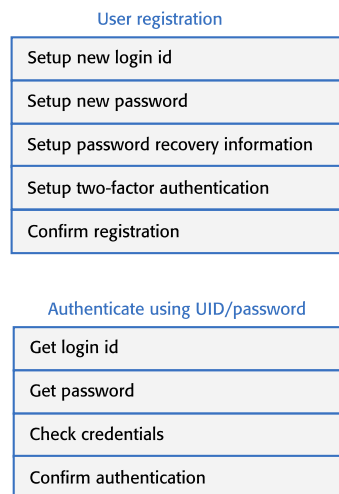 User registration
Setup new login id
Setup new password
Setup password recovery information
Setup two-factor authentication
Confirm registration
Authenticate using UID/password
Get login id
Get password
Check credentials
Confirm authentication